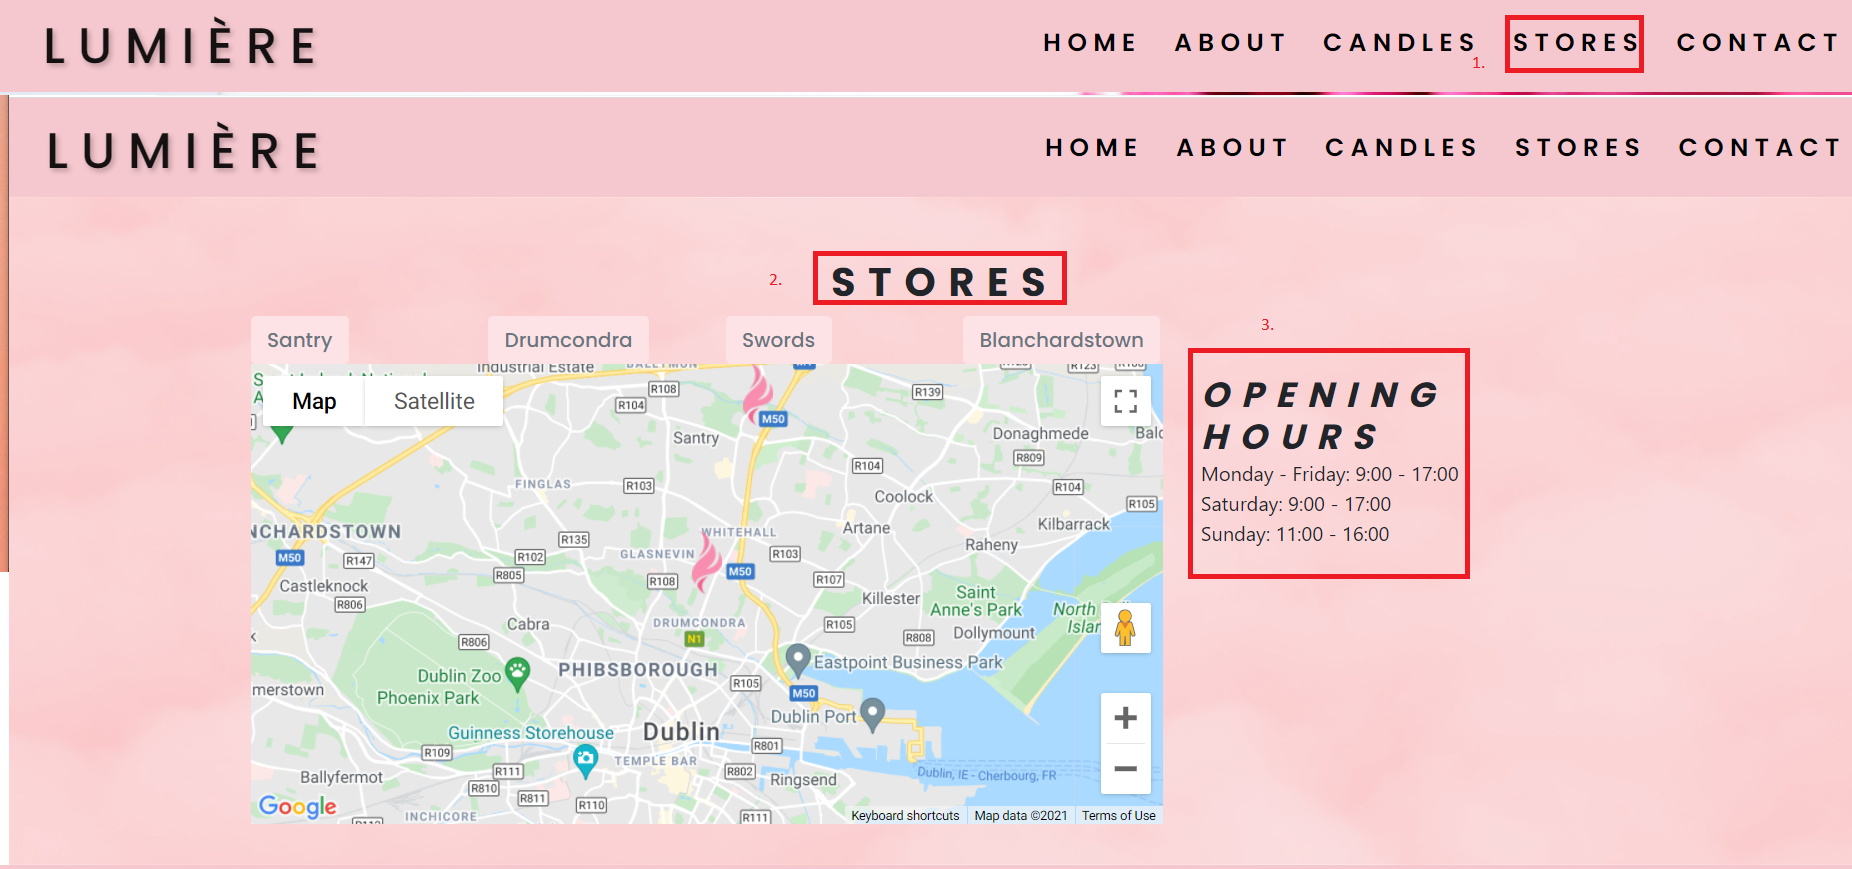 LUMIÈRE
HOME ABOUT CANDLES STORES CONTACT
1.
LUMIÈRE
HOME ABOUT CANDLES STORES CONTACT
2.
STORES
3.
Santry Drumcondra Swords Blanchardstown
Industrial Estate
Map Satellite
R108
R104
R139
M50
Santry
Donaghmede
R809
R104
FINGLAS
R103
Coolock
R104
R105
Artane
Kilbarrack
WHITEHALL
R135
GLASNEVIN
R103
Raheny
M50
R147
R102
R805
M50
R108
R107
Castleknock
R806
Killester
Saint
Anne's Park
North
Cabra
DRUMCONDRA
R105
N1
R808
Dollymount
R806
Dublin Zoo
Phoenix Park
PHIBSBOROUGH
Eastpoint Business Park
R105
M50
Dublin Port
Guinness Storehouse
Dublin
R109
R801
TEMPLE BAR
R111
R802
Ringsend
Dublin, IE - Cherbourg, FR
Ballyfermot
R810
R811
R110
R111
Google
INCHICORE
Keyboard shortcuts Map data ©2021 Terms of Use
OPENING
HOURS
Monday - Friday: 9:00 - 17:00
Saturday: 9:00 - 17:00
Sunday: 11:00 - 16:00